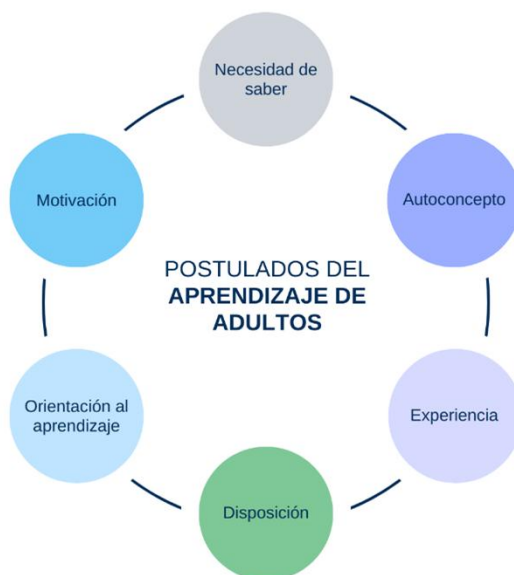 Necesidad de
saber
Autoconcepto
Experiencia
Disposición
Orientación al
aprendizaje
Motivación
POSTULADOS DEL
APRENDIZAJE DE
ADULTOS